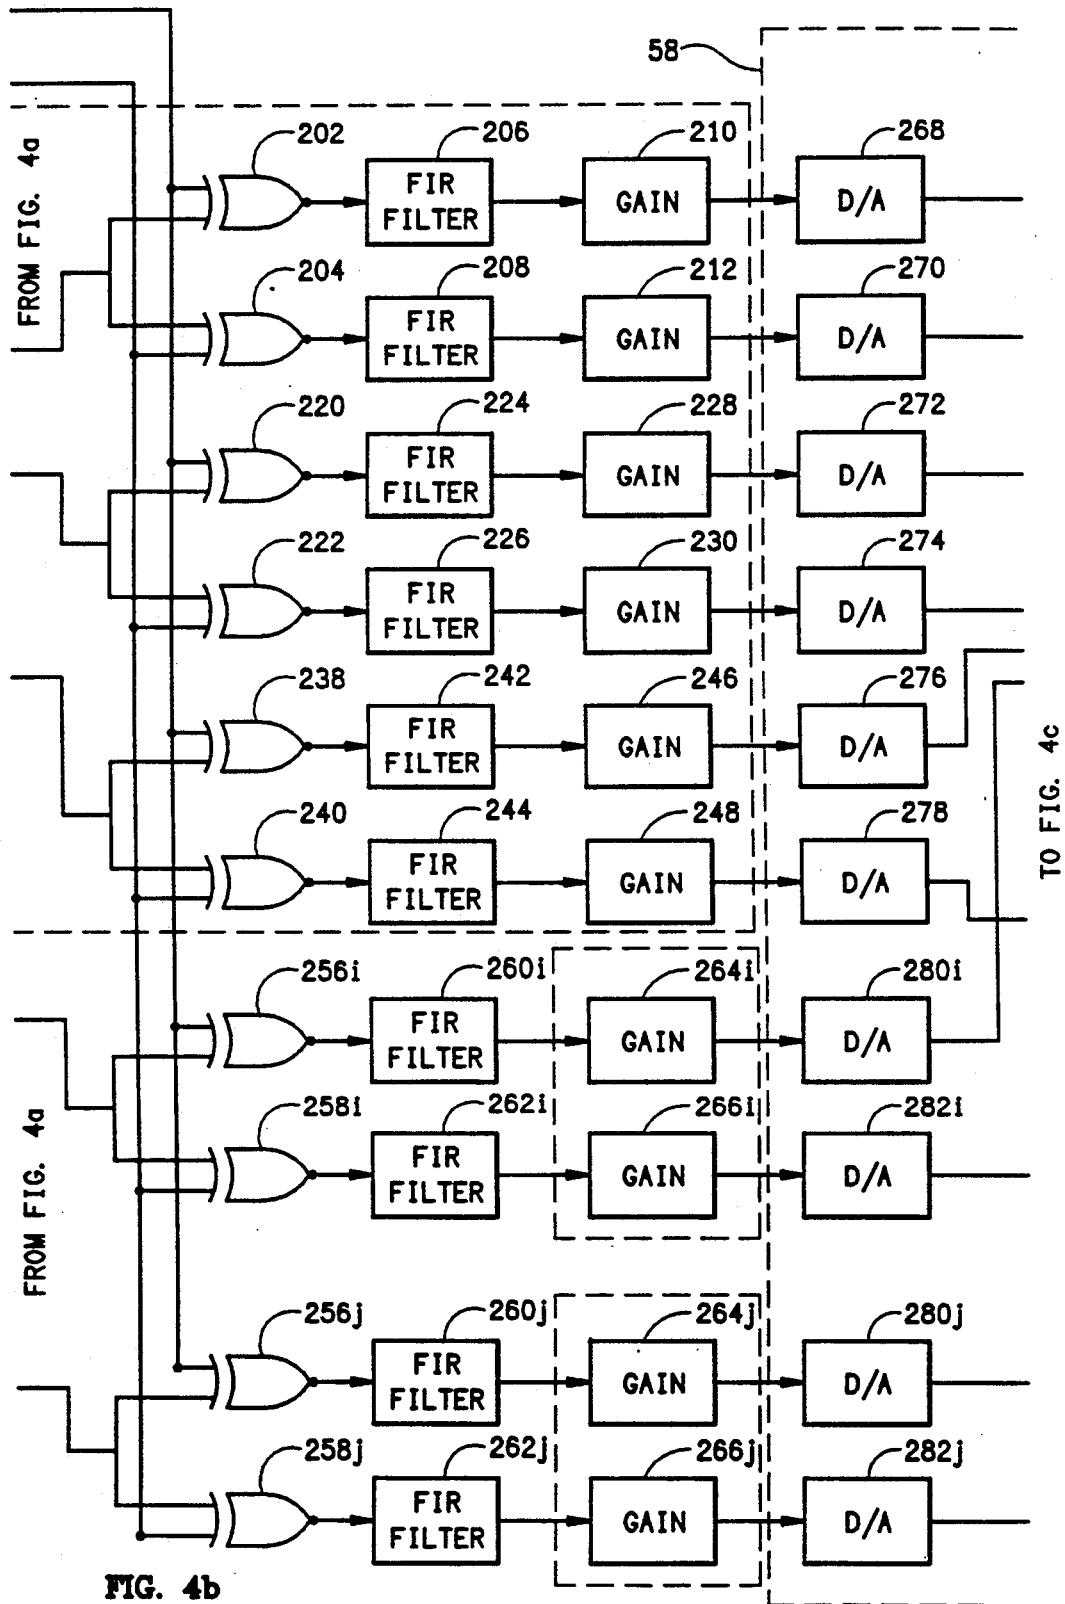 58
202 206 210 268
FROM FIG. 4a
FIR FILTER GAIN D/A
204 208 212 270
FIR FILTER GAIN D/A
220 224 228 272
FIR FILTER GAIN D/A
222 226 230 274
FIR FILTER GAIN D/A
238 242 246 276
FIR FILTER GAIN D/A
TO FIG. 4c
240 244 248 278
FIR FILTER GAIN D/A
256i 260i 264i 280i
FIR FILTER GAIN D/A
FROM FIG. 4a
258i 262i 266i 282i
FIR FILTER GAIN D/A
256j 260j 264j 280j
FIR FILTER GAIN D/A
258j 262j 266j 282j
FIR FILTER GAIN D/A
FIG. 4b